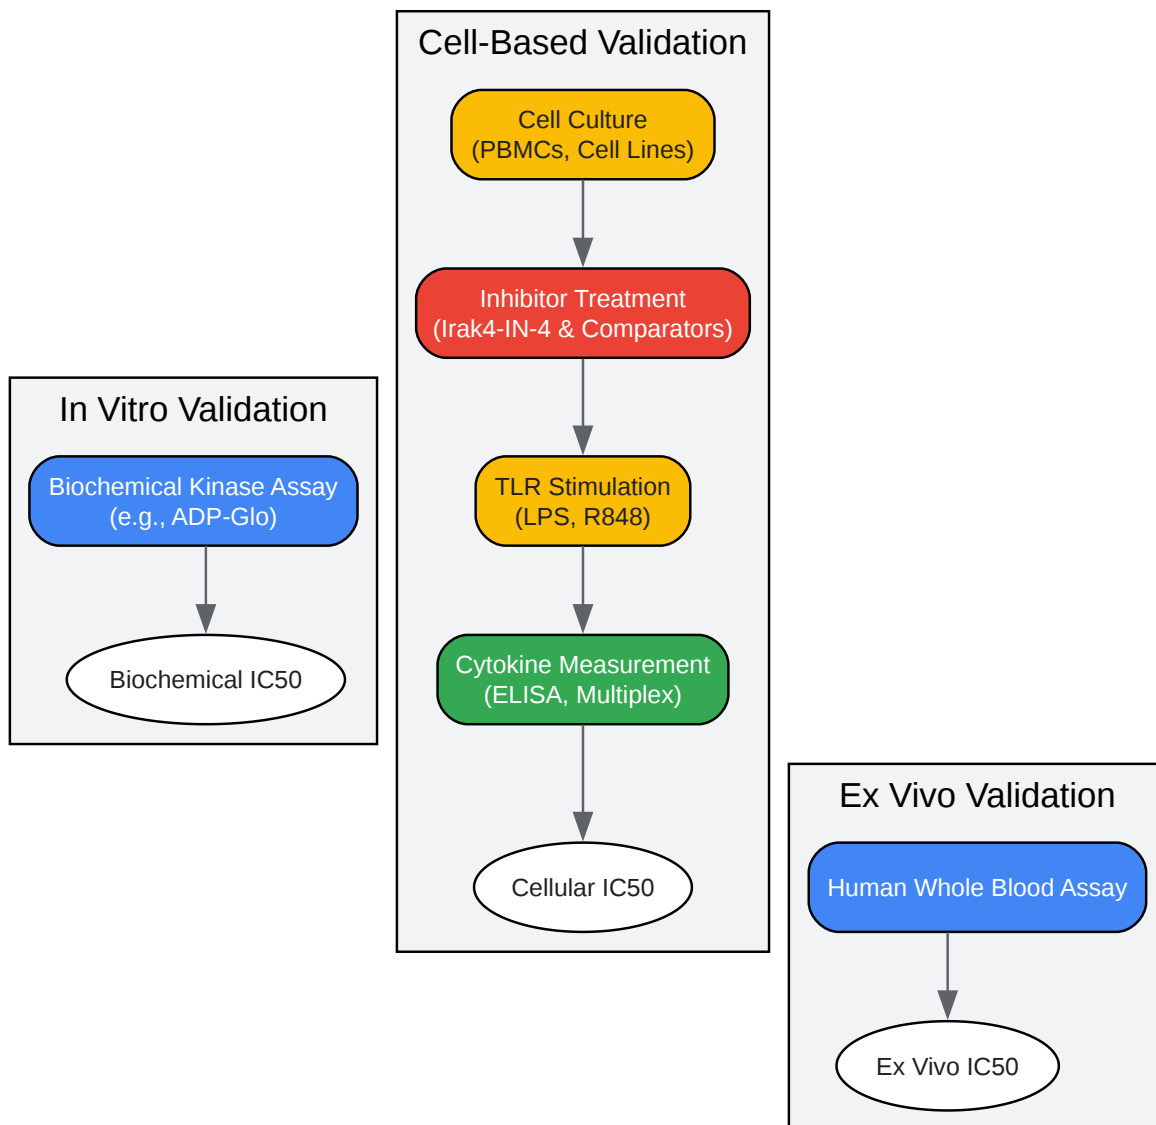 Cell-Based Validation
Cell Culture
(PBMCs, Cell Lines)
Inhibitor Treatment
(Irak4-IN-4 & Comparators)
TLR Stimulation
(LPS, R848)
Cytokine Measurement
(ELISA, Multiplex)
Cellular IC50
In Vitro Validation
Biochemical Kinase Assay
(e.g., ADP-Glo)
Biochemical IC50
Ex Vivo Validation
Human Whole Blood Assay
Ex Vivo IC50